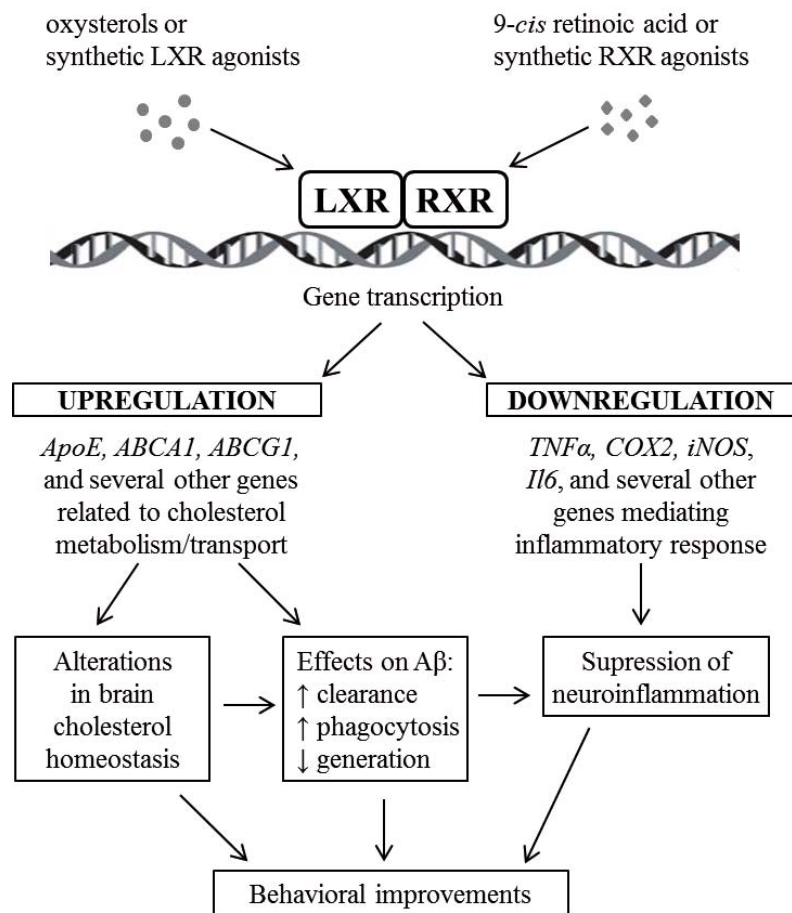 oxysterols or
synthetic LXR agonists
9-cis retinoic acid or
synthetic RXR agonists
LXR
RXR
Gene transcription
UPREGULATION
ApoE, ABCA1, ABCG1,
and several other genes
related to cholesterol
metabolism/transport
DOWNREGULATION
TNFα, COX2, iNOS,
Il6, and several other
genes mediating
inflammatory response
Alterations
in brain
cholesterol
homeostasis
Effects on Aβ:
↑ clearance
↑ phagocytosis
↓ generation
Supression of
neuroinflammation
Behavioral improvements